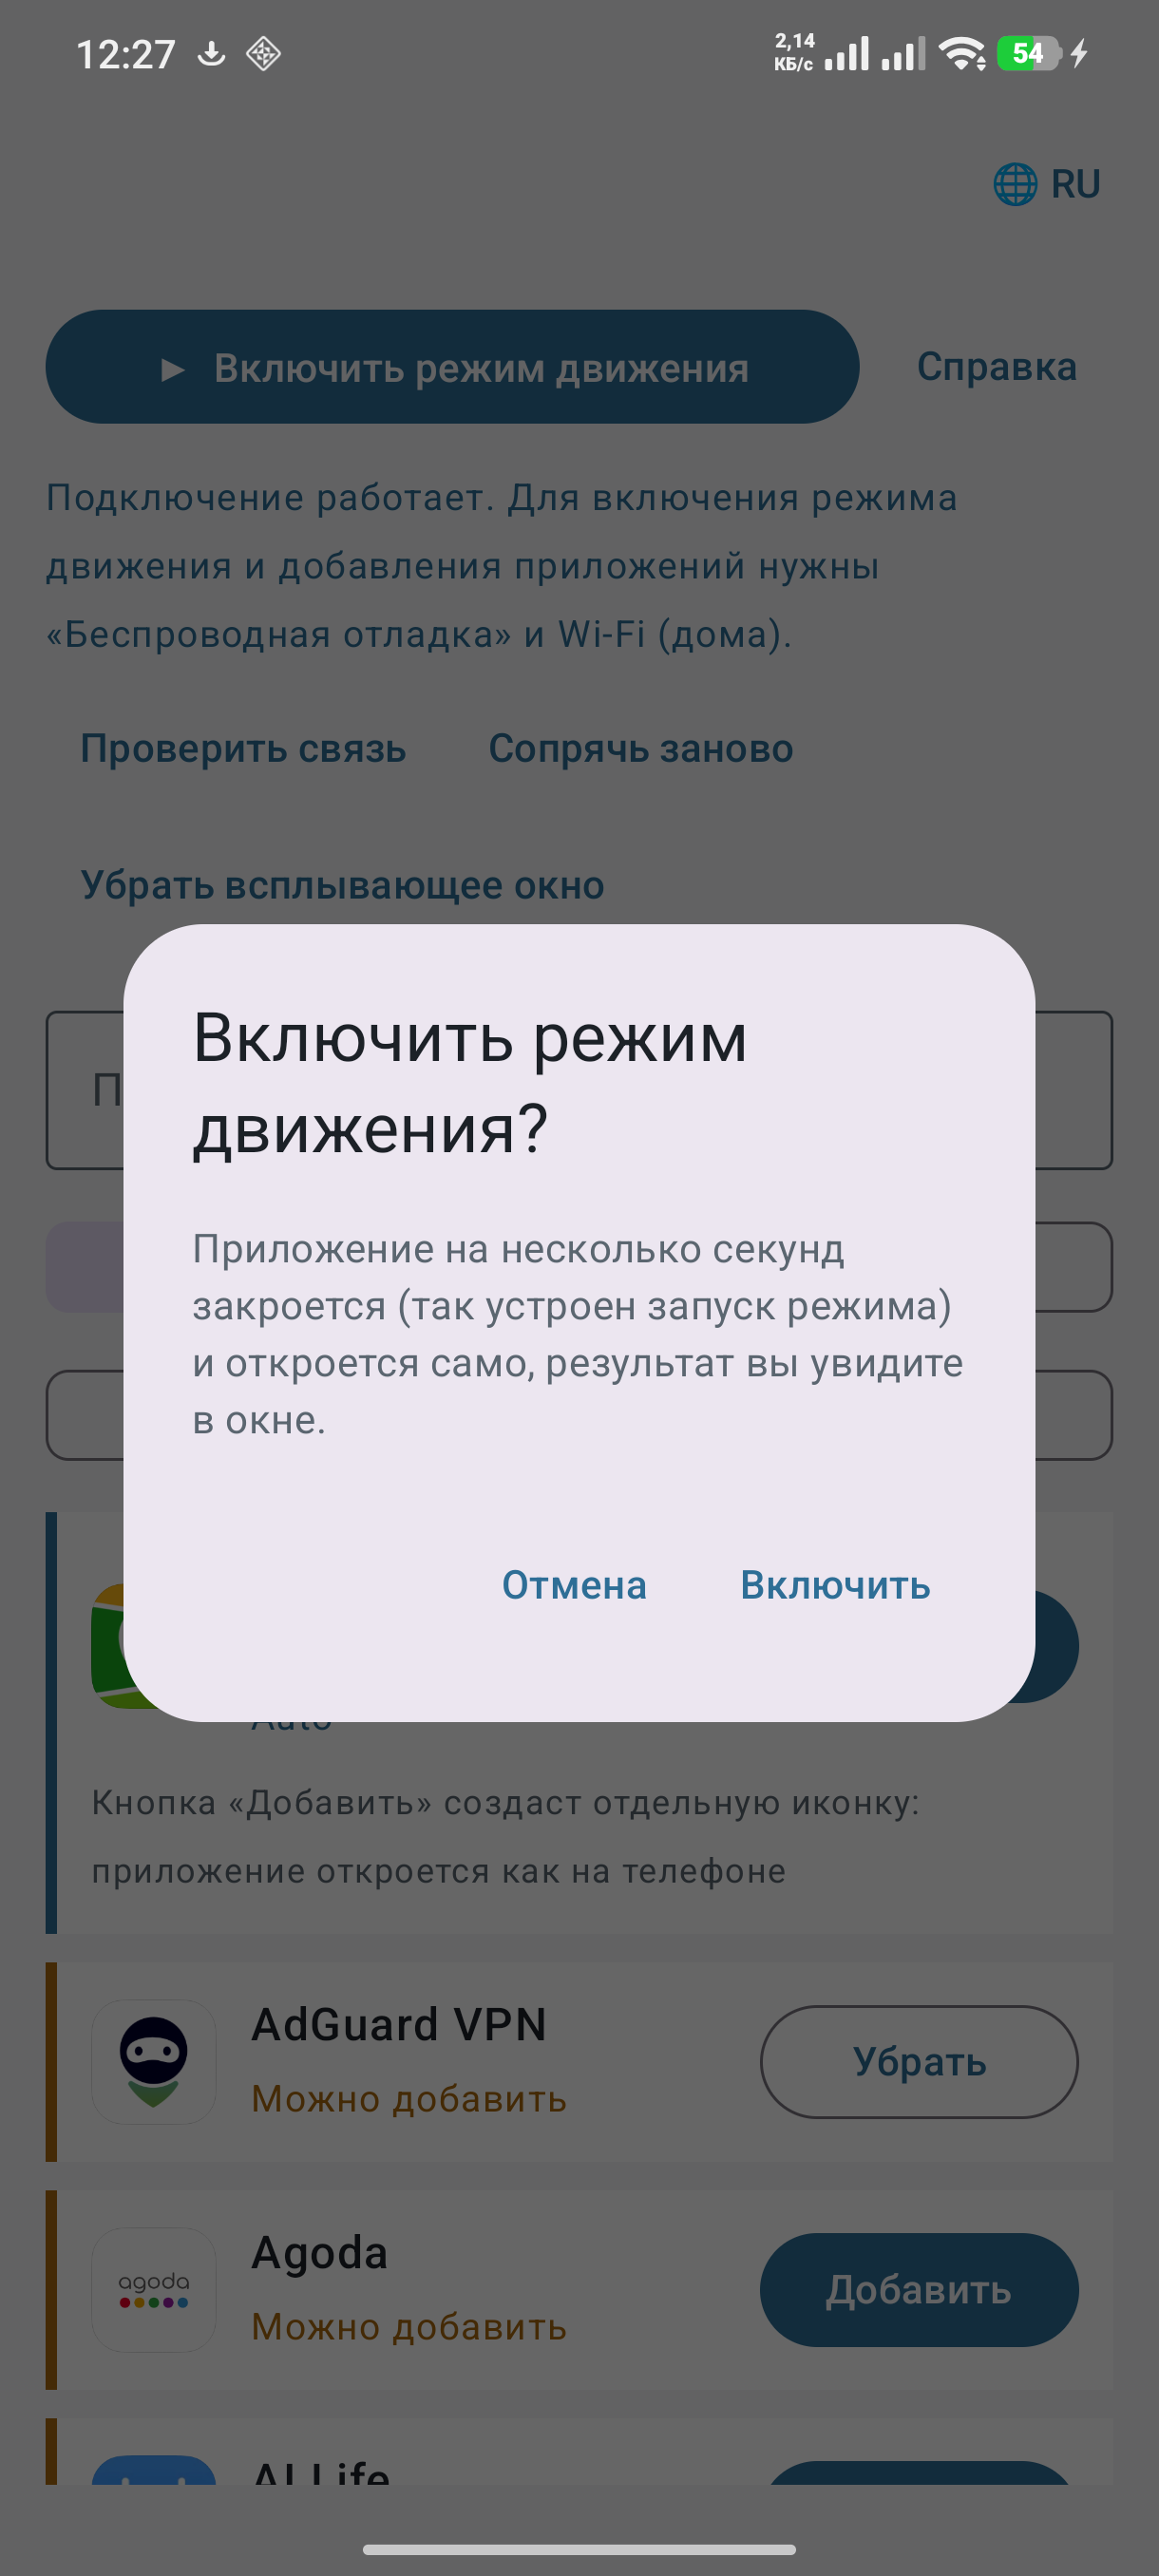 12:27
2,14
КБ/с
54
RU
Включить режим движения
Справка
Подключение работает. Для включения режима
движения и добавления приложений нужны
«Беспроводная отладка» и Wi-Fi (дома).
Проверить связь
Сопрячь заново
Убрать всплывающее окно
Включить режим
движения?
Приложение на несколько секунд
закроется (так устроен запуск режима)
и откроется само, результат вы увидите
в окне.
Отмена
Включить
Auto
Кнопка «Добавить» создаст отдельную иконку:
приложение откроется как на телефоне
AdGuard VPN
Можно добавить
Убрать
agoda
Agoda
Можно добавить
Добавить